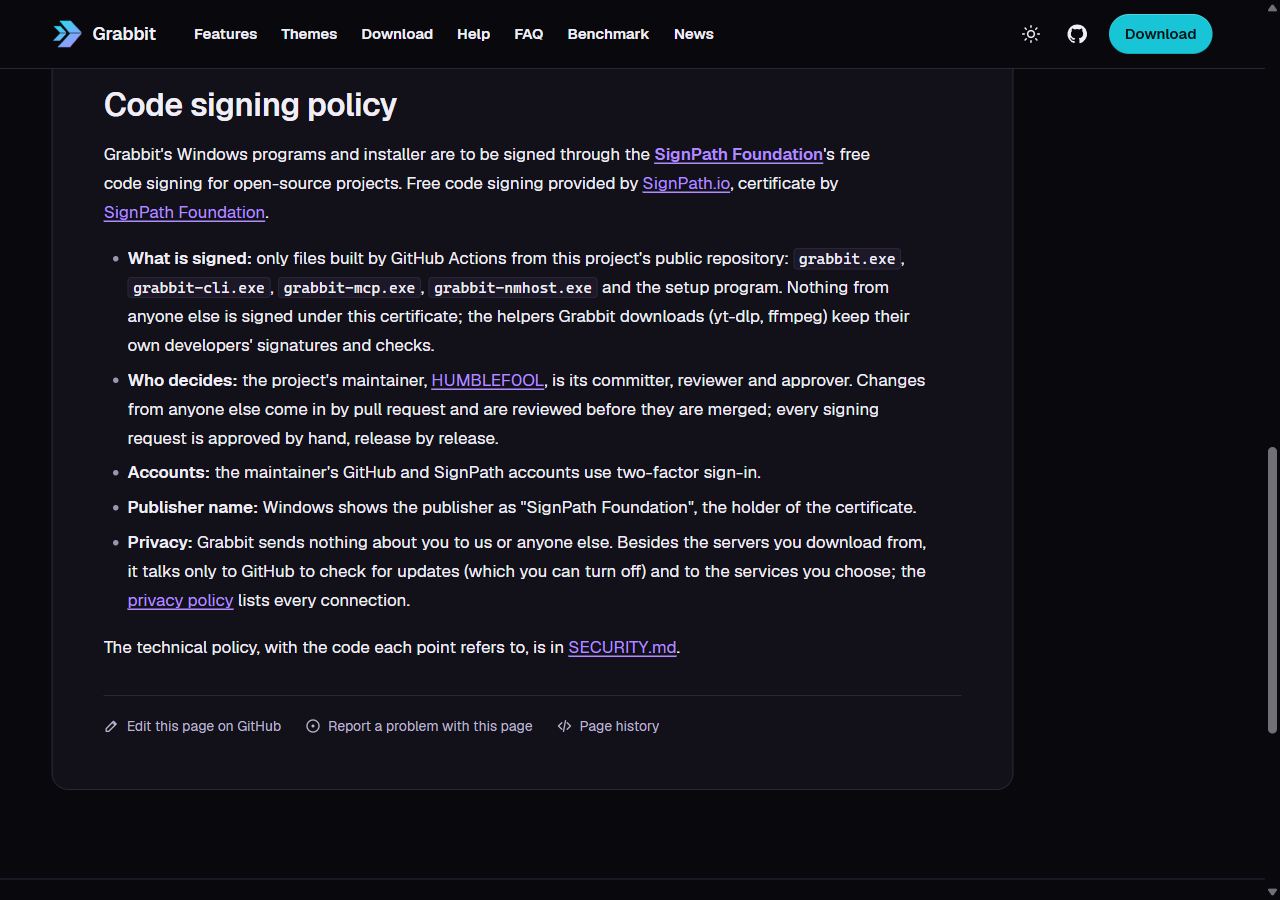 Grabbit Features Themes Download Help FAQ Benchmark News Download
Code signing policy
Grabbit's Windows programs and installer are to be signed through the SignPath Foundation's free
code signing for open-source projects. Free code signing provided by SignPath.io, certificate by
SignPath Foundation.
• What is signed: only files built by GitHub Actions from this project's public repository: grabbit.exe,
grabbit-cli.exe, grabbit-mcp.exe, grabbit-nmhost.exe and the setup program. Nothing from
anyone else is signed under this certificate; the helpers Grabbit downloads (yt-dlp, ffmpeg) keep their
own developers' signatures and checks.
• Who decides: the project's maintainer, HUMBLEF0OL, is its committer, reviewer and approver. Changes
from anyone else come in by pull request and are reviewed before they are merged; every signing
request is approved by hand, release by release.
• Accounts: the maintainer's GitHub and SignPath accounts use two-factor sign-in.
• Publisher name: Windows shows the publisher as "SignPath Foundation", the holder of the certificate.
• Privacy: Grabbit sends nothing about you to us or anyone else. Besides the servers you download from,
it talks only to GitHub to check for updates (which you can turn off) and to the services you choose; the
privacy policy lists every connection.
The technical policy, with the code each point refers to, is in SECURITY.md.
Edit this page on GitHub Report a problem with this page Page history